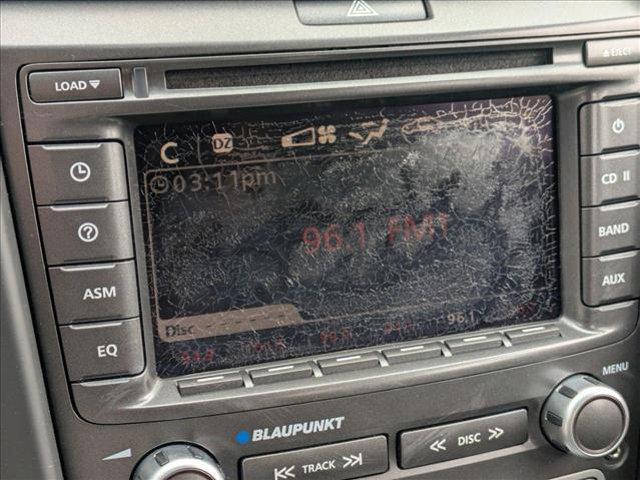 LOAD
EJECT
C DZ
03:11pm
96.1 FM1
Disc
96.1
ASM
EQ
CD
BAND
AUX
MENU
BLAUPUNKT
TRACK
DISC